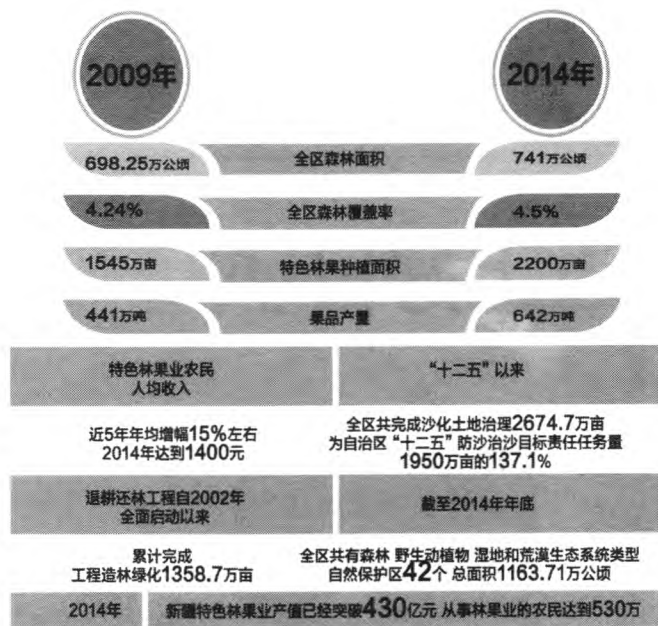 2009年 2014年
698.25万公顷 全区森林面积 741万公顷
4.24% 全区森林覆盖率 4.5%
1545万亩 特色林果种植面积 2200万亩
441万吨 果品产量 642万吨
特色林果业农民
人均收入
近5年年均增幅15%左右
2014年达到1400元
“十二五”以来
全区共完成沙化土地治理2674.7万亩
为自治区“十二五”防沙治沙目标责任任务量
1950万亩的137.1%
退耕还林工程自2002年
全面启动以来
累计完成
工程造林绿化1358.7万亩
截至2014年年底
全区共有森林 野生动植物 湿地和荒漠生态系统类型
自然保护区42个 总面积1163.71万公顷
2014年 新疆特色林果业产值已经突破430亿元 从事林果业的农民达到530万